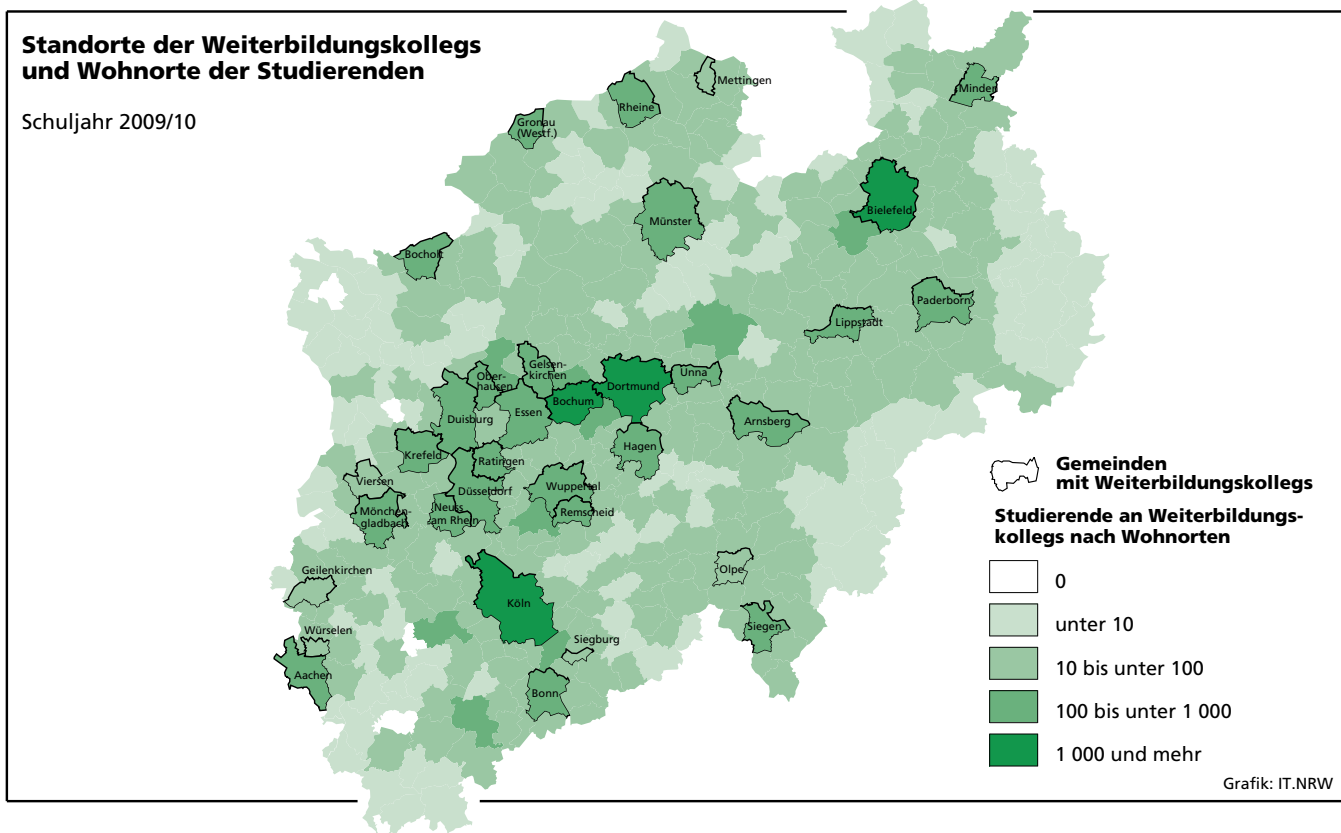 Standorte der Weiterbildungskollegs
und Wohnorte der Studierenden
Schuljahr 2009/10
Mettingen
Minden
Rheine
Gronau
(Westf.)
Bielefeld
Münster
Bocholt
Paderborn
Lippstadt
Gelsen-
kirchen
Ober-
hausen
Unna
Dortmund
Bochum
Essen
Duisburg
Arnsberg
Hagen
Krefeld
Ratingen
Viersen
Wuppertal
Düsseldorf
Neuss
am Rhein
Mönchen-
gladbach
Remscheid
Geilenkirchen
Olpe
Köln
Siegen
Würselen
Siegburg
Aachen
Bonn
Gemeinden
mit Weiterbildungskollegs
Studierende an Weiterbildungs-
kollegs nach Wohnorten
0
unter 10
10 bis unter 100
100 bis unter 1 000
1 000 und mehr
Grafik: IT.NRW